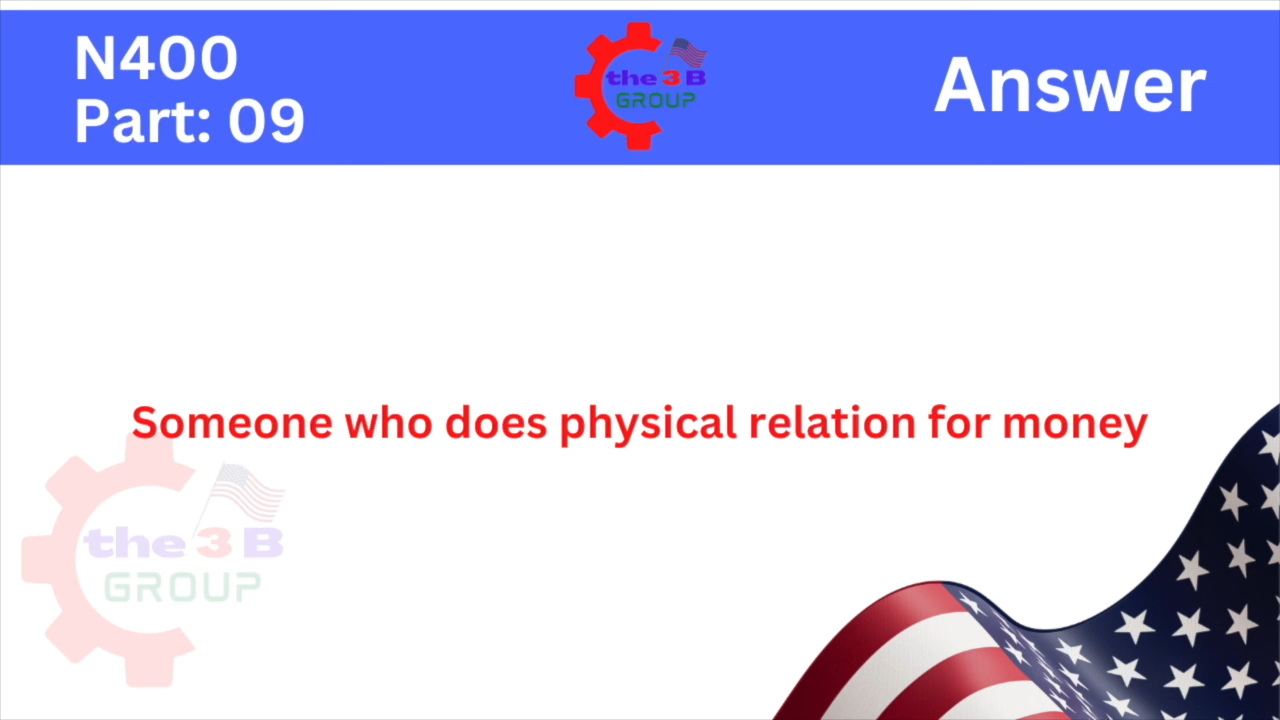 N400
Part: 09
the 3 B
GROUP
Answer
Someone who does physical relation for money
the 3 B
GROUP